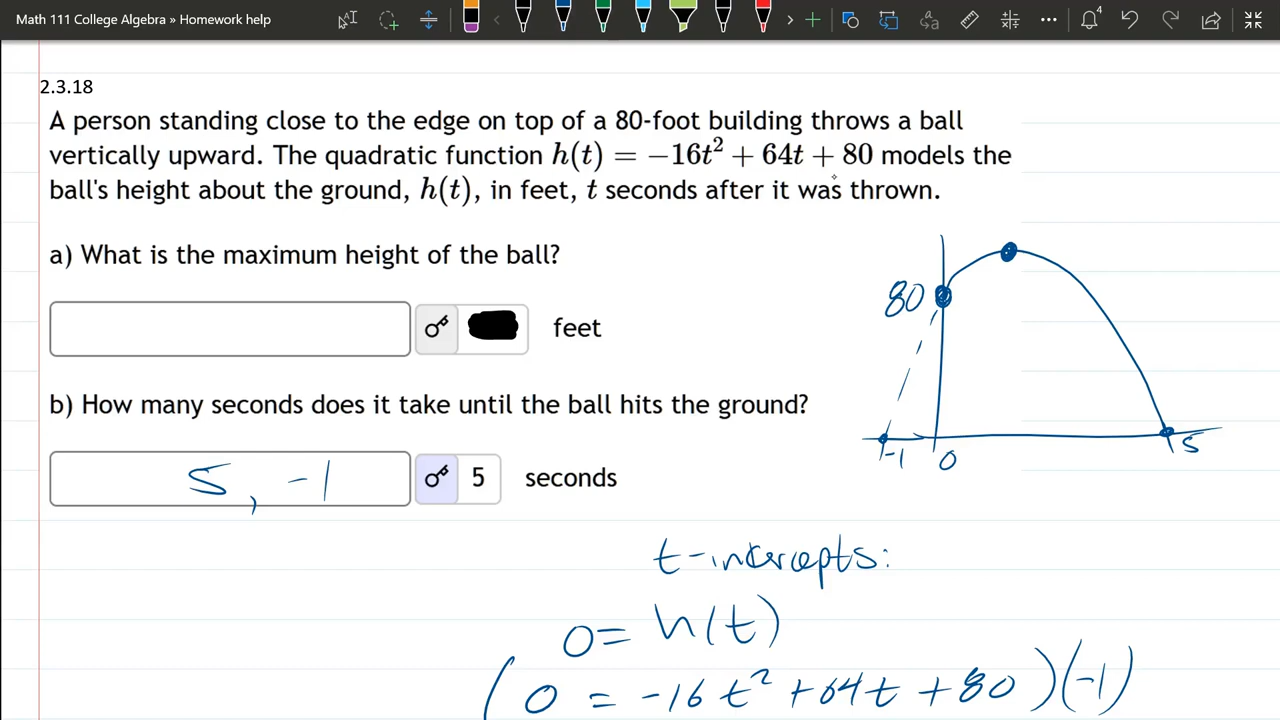 Math 111 College Algebra » Homework help
4
2.3.18
A person standing close to the edge on top of a 80-foot building throws a ball
vertically upward. The quadratic function h(t) = −16t² + 64t + 80 models the
ball's height about the ground, h(t), in feet, t seconds after it was thrown.
a) What is the maximum height of the ball?
80
feet
-1 0 5
b) How many seconds does it take until the ball hits the ground?
5, -1 5 seconds
t-intercepts:
0 = h(t)
( 0 = -16t² + 64t + 80 )(-1)